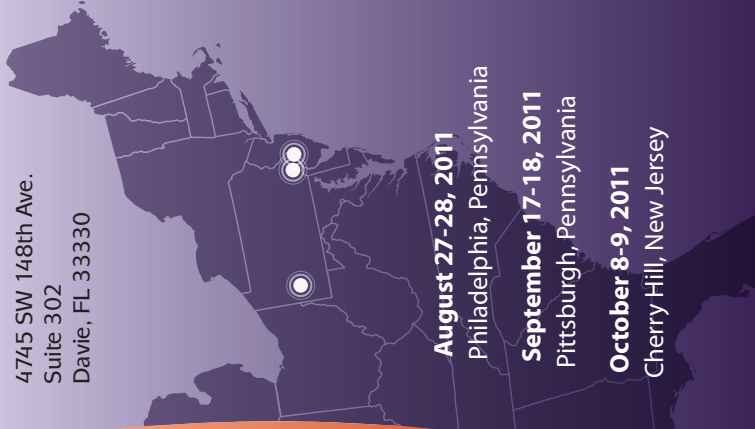 4745 SW 148th Ave.
Suite 302
Davie, FL 33330
August 27-28, 2011
Philadelphia, Pennsylvania
September 17-18, 2011
Pittsburgh, Pennsylvania
October 8-9, 2011
Cherry Hill, New Jersey